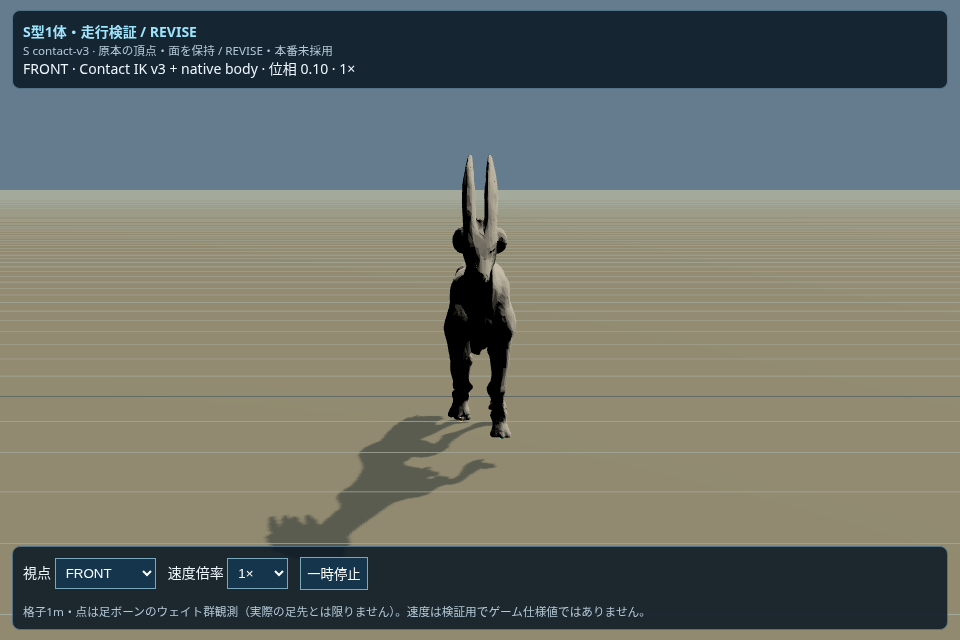 S型1体・走行検証 / REVISE
S contact-v3 · 原本の頂点・面を保持 / REVISE・本番未採用
FRONT · Contact IK v3 + native body · 位相 0.10 · 1×
視点 FRONT 速度倍率 1× 一時停止
格子1m・点は足ボーンのウェイト群観測（実際の足先とは限りません）。速度は検証用でゲーム仕様値ではありません。